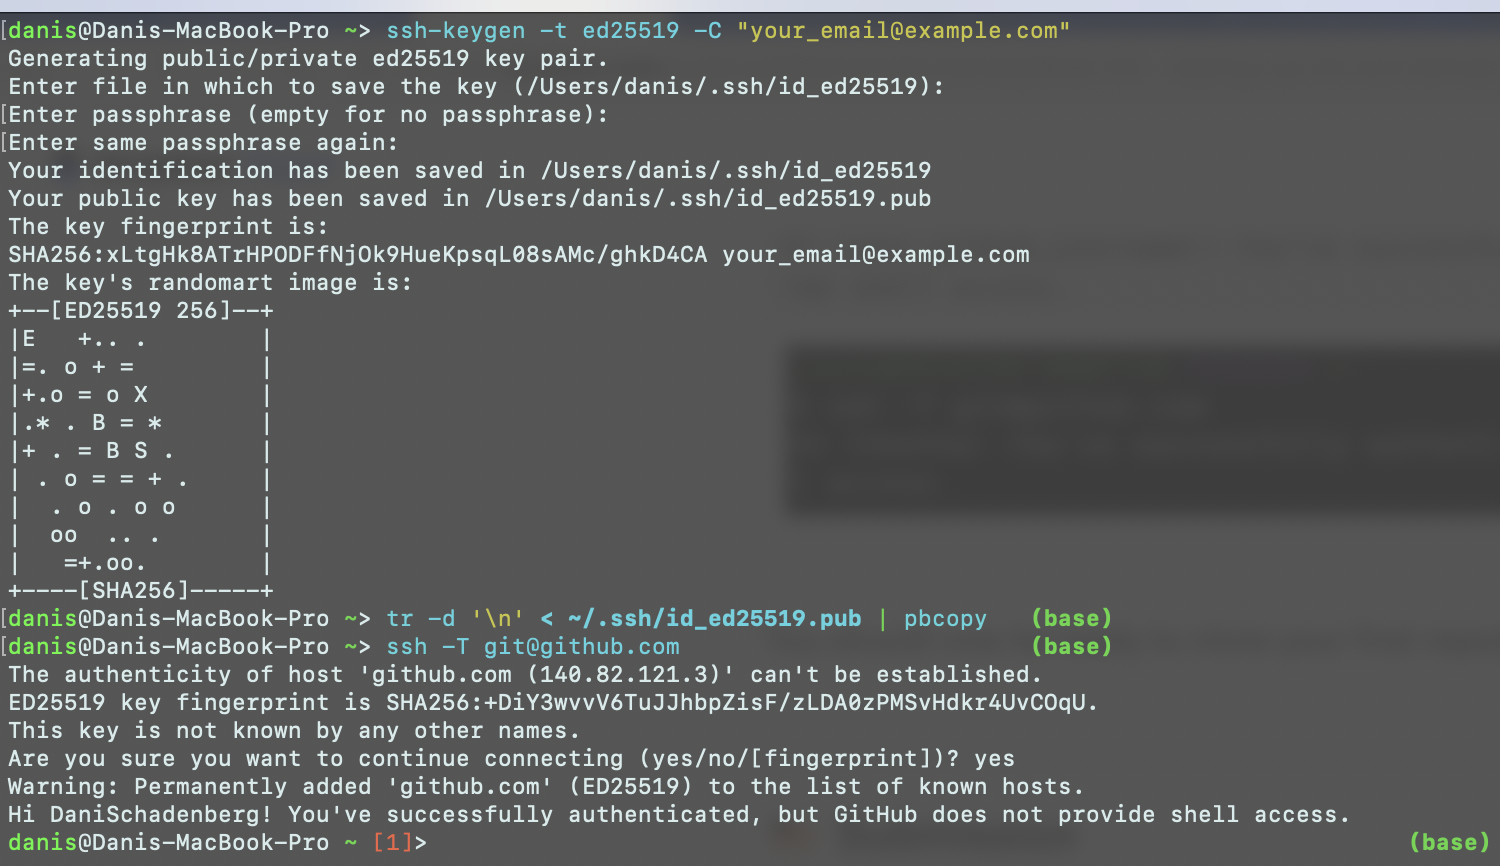 danis@Danis-MacBook-Pro ~> ssh-keygen -t ed25519 -C "your_email@example.com"
Generating public/private ed25519 key pair.
Enter file in which to save the key (/Users/danis/.ssh/id_ed25519):
Enter passphrase (empty for no passphrase):
Enter same passphrase again:
Your identification has been saved in /Users/danis/.ssh/id_ed25519
Your public key has been saved in /Users/danis/.ssh/id_ed25519.pub
The key fingerprint is:
SHA256:xLtgHk8ATrHPODFfNjOk9HueKpsqL08sAMc/ghkD4CA your_email@example.com
The key's randomart image is:
+--[ED25519 256]--+
|E   +.. .        |
|=. o + =         |
|+.o = o X        |
|.* . B = *       |
|+ . = B S .      |
| . o = = + .     |
|  . o . o o      |
|  oo  .. .       |
|   =+.oo.        |
+----[SHA256]-----+
danis@Danis-MacBook-Pro ~> tr -d '\n' < ~/.ssh/id_ed25519.pub | pbcopy   (base)
danis@Danis-MacBook-Pro ~> ssh -T git@github.com                         (base)
The authenticity of host 'github.com (140.82.121.3)' can't be established.
ED25519 key fingerprint is SHA256:+DiY3wvvV6TuJJhbpZisF/zLDA0zPMSvHdkr4UvCOqU.
This key is not known by any other names.
Are you sure you want to continue connecting (yes/no/[fingerprint])? yes
Warning: Permanently added 'github.com' (ED25519) to the list of known hosts.
Hi DaniSchadenberg! You've successfully authenticated, but GitHub does not provide shell access.
danis@Danis-MacBook-Pro ~ [1]> (base)